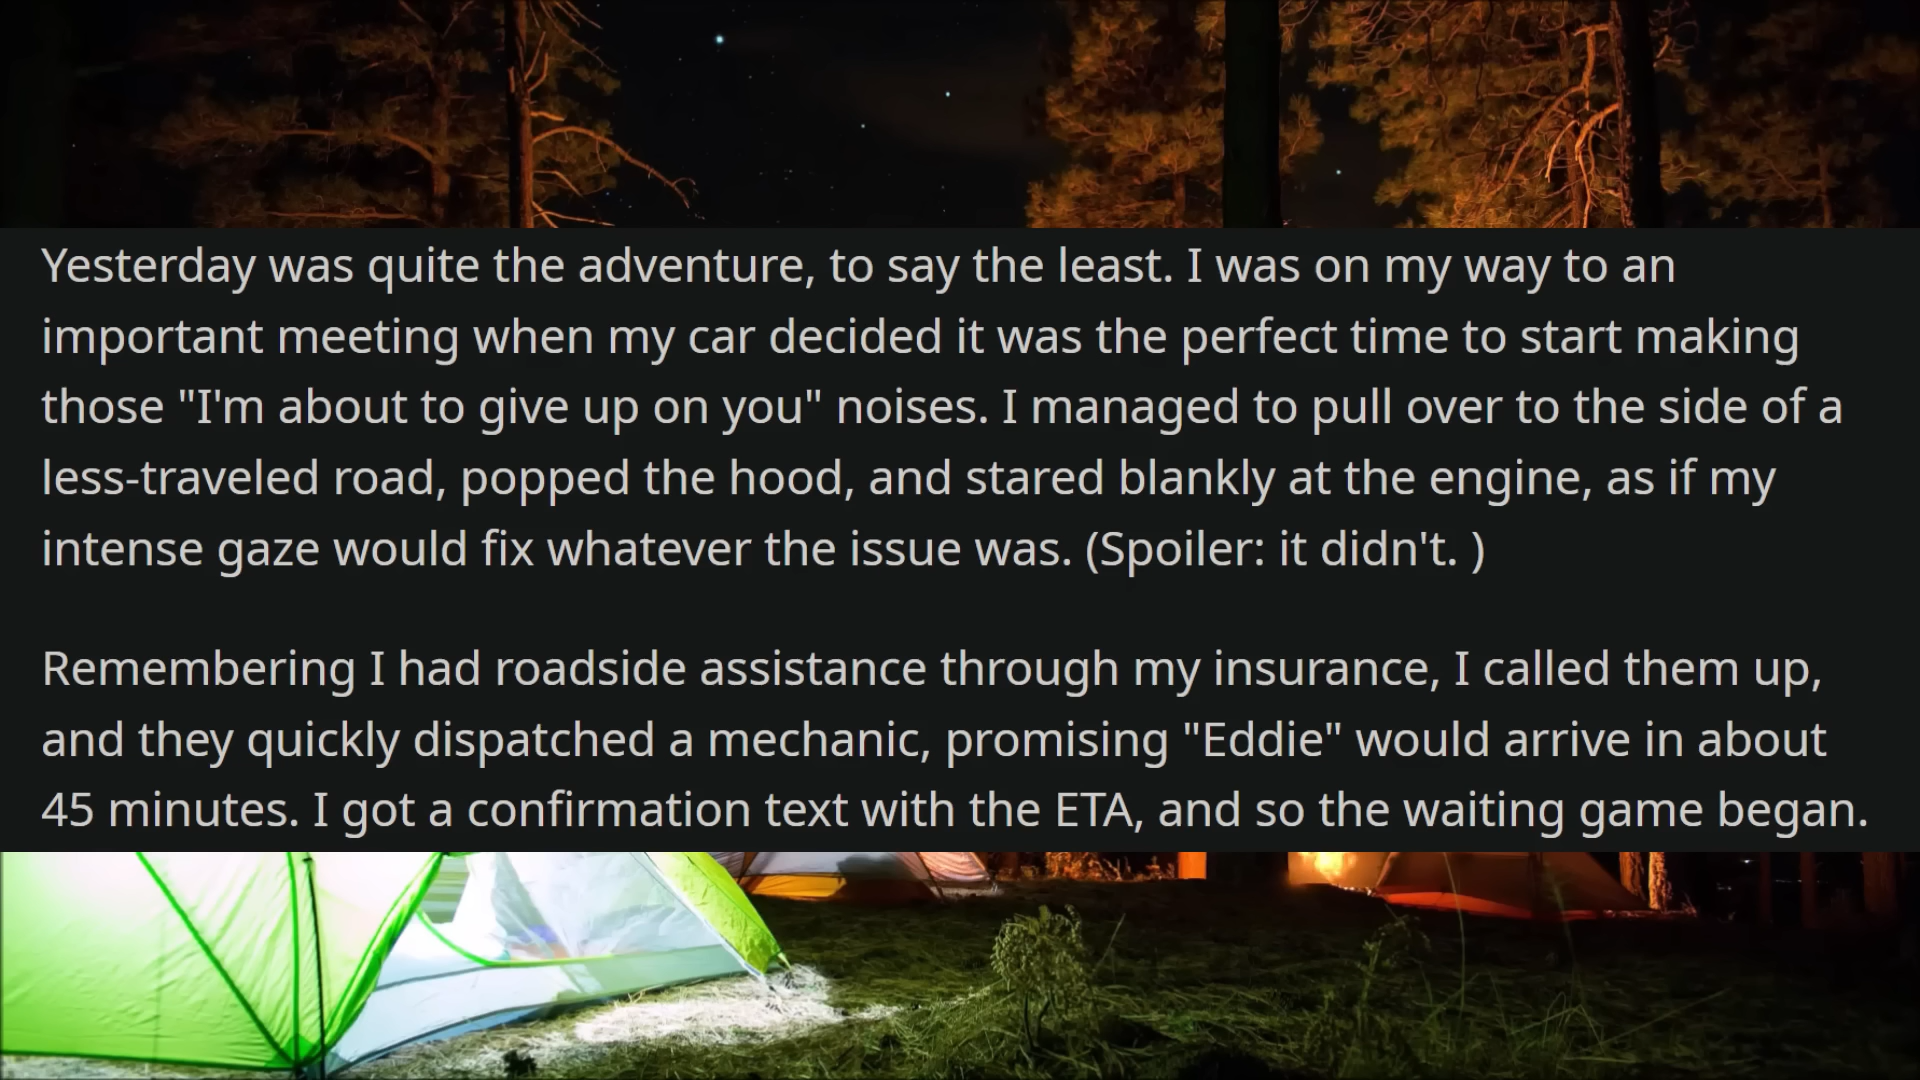 Yesterday was quite the adventure, to say the least. I was on my way to an
important meeting when my car decided it was the perfect time to start making
those "I'm about to give up on you" noises. I managed to pull over to the side of a
less-traveled road, popped the hood, and stared blankly at the engine, as if my
intense gaze would fix whatever the issue was. (Spoiler: it didn't. )
Remembering I had roadside assistance through my insurance, I called them up,
and they quickly dispatched a mechanic, promising "Eddie" would arrive in about
45 minutes. I got a confirmation text with the ETA, and so the waiting game began.